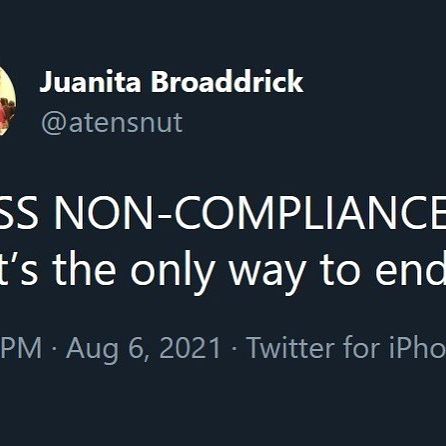 Juanita Broaddrick
@atensnut
SS NON-COMPLIANCE
t's the only way to end
PM · Aug 6, 2021 · Twitter for iPho